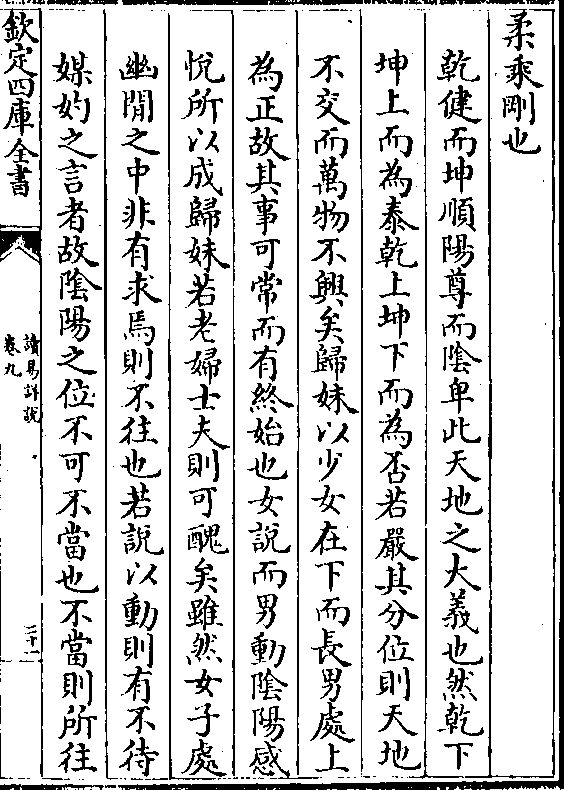 柔乘剛也
乾健而坤順陽尊而陰卑此天地之大義也然乾下
坤上而為泰乾上坤下而為否若嚴其分位則天地
不交而萬物不興矣歸妹以少女在下而長男處上
為正故其事可常而有終始也女說而男動陰陽感
悅所以成歸妹若老婦士夫則可醜矣雖然女子處
幽閒之中非有求焉則不往也若說以動則有不待
媒妁之言者故陰陽之位不可不當也不當則所往
欽定四庫全書
讀易詳說
卷九
三十一